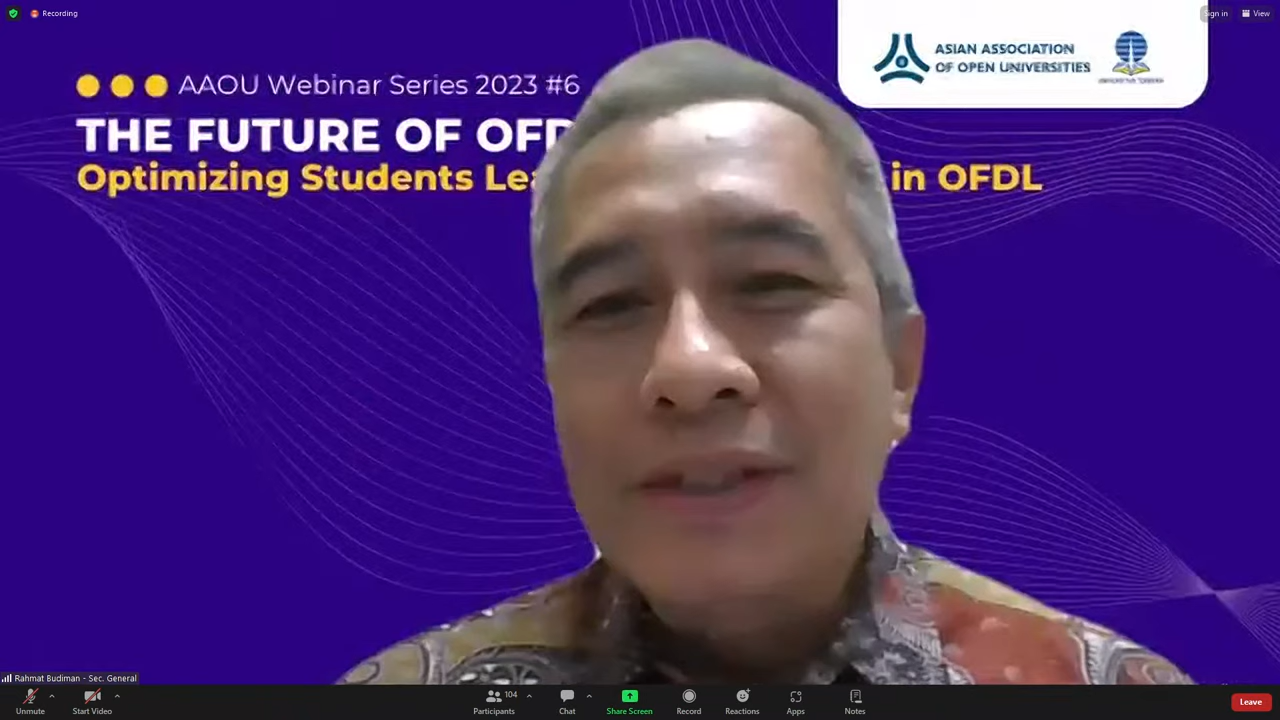 Recording
Sign in
View
ASIAN ASSOCIATION
OF OPEN UNIVERSITIES
AAOU Webinar Series 2023 #6
THE FUTURE OF OFD
Optimizing Students Lea in OFDL
Rahmat Budiman - Sec. General
Unmute
Start Video
Participants
104
Chat
Share Screen
Record
Reactions
Apps
Notes
Leave